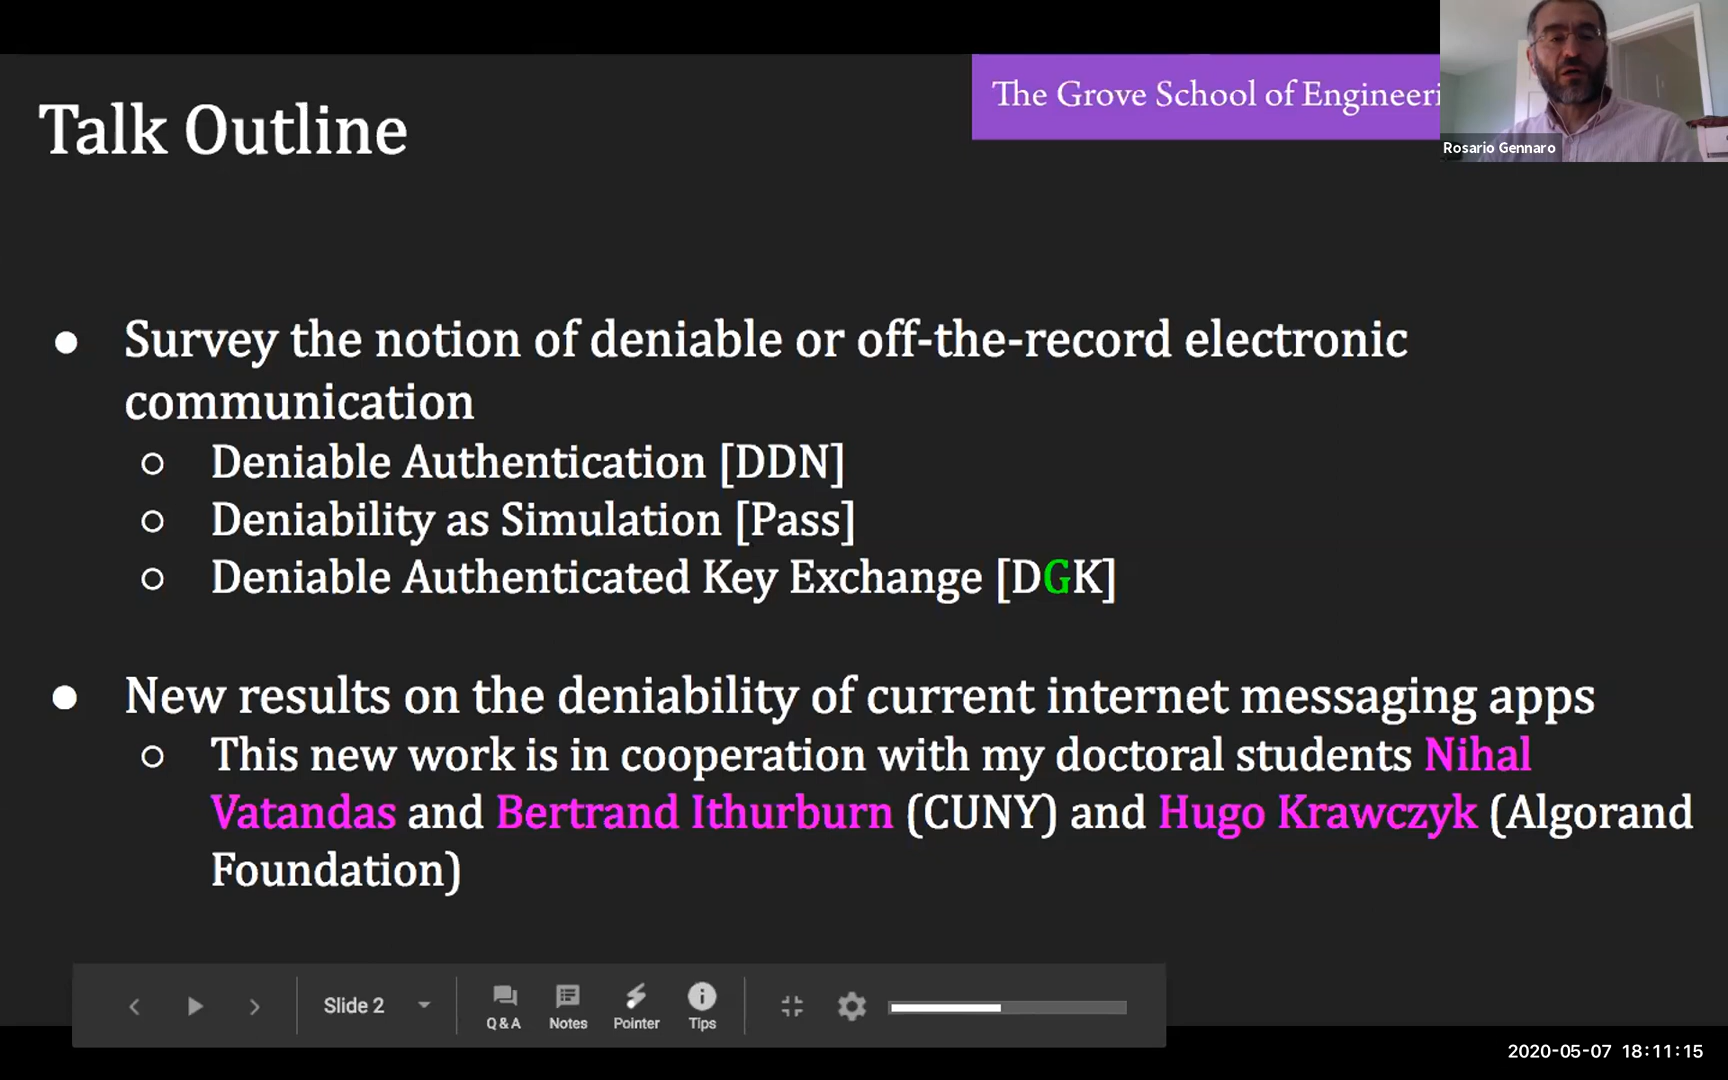 The Grove School of Engineeri
Talk Outline
Rosario Gennaro
● Survey the notion of deniable or off-the-record electronic
communication
○ Deniable Authentication [DDN]
○ Deniability as Simulation [Pass]
○ Deniable Authenticated Key Exchange [DGK]
● New results on the deniability of current internet messaging apps
○ This new work is in cooperation with my doctoral students Nihal
Vatandas and Bertrand Ithurburn (CUNY) and Hugo Krawczyk (Algorand
Foundation)
Slide 2
Q & A Notes Pointer Tips
2020-05-07 18:11:15